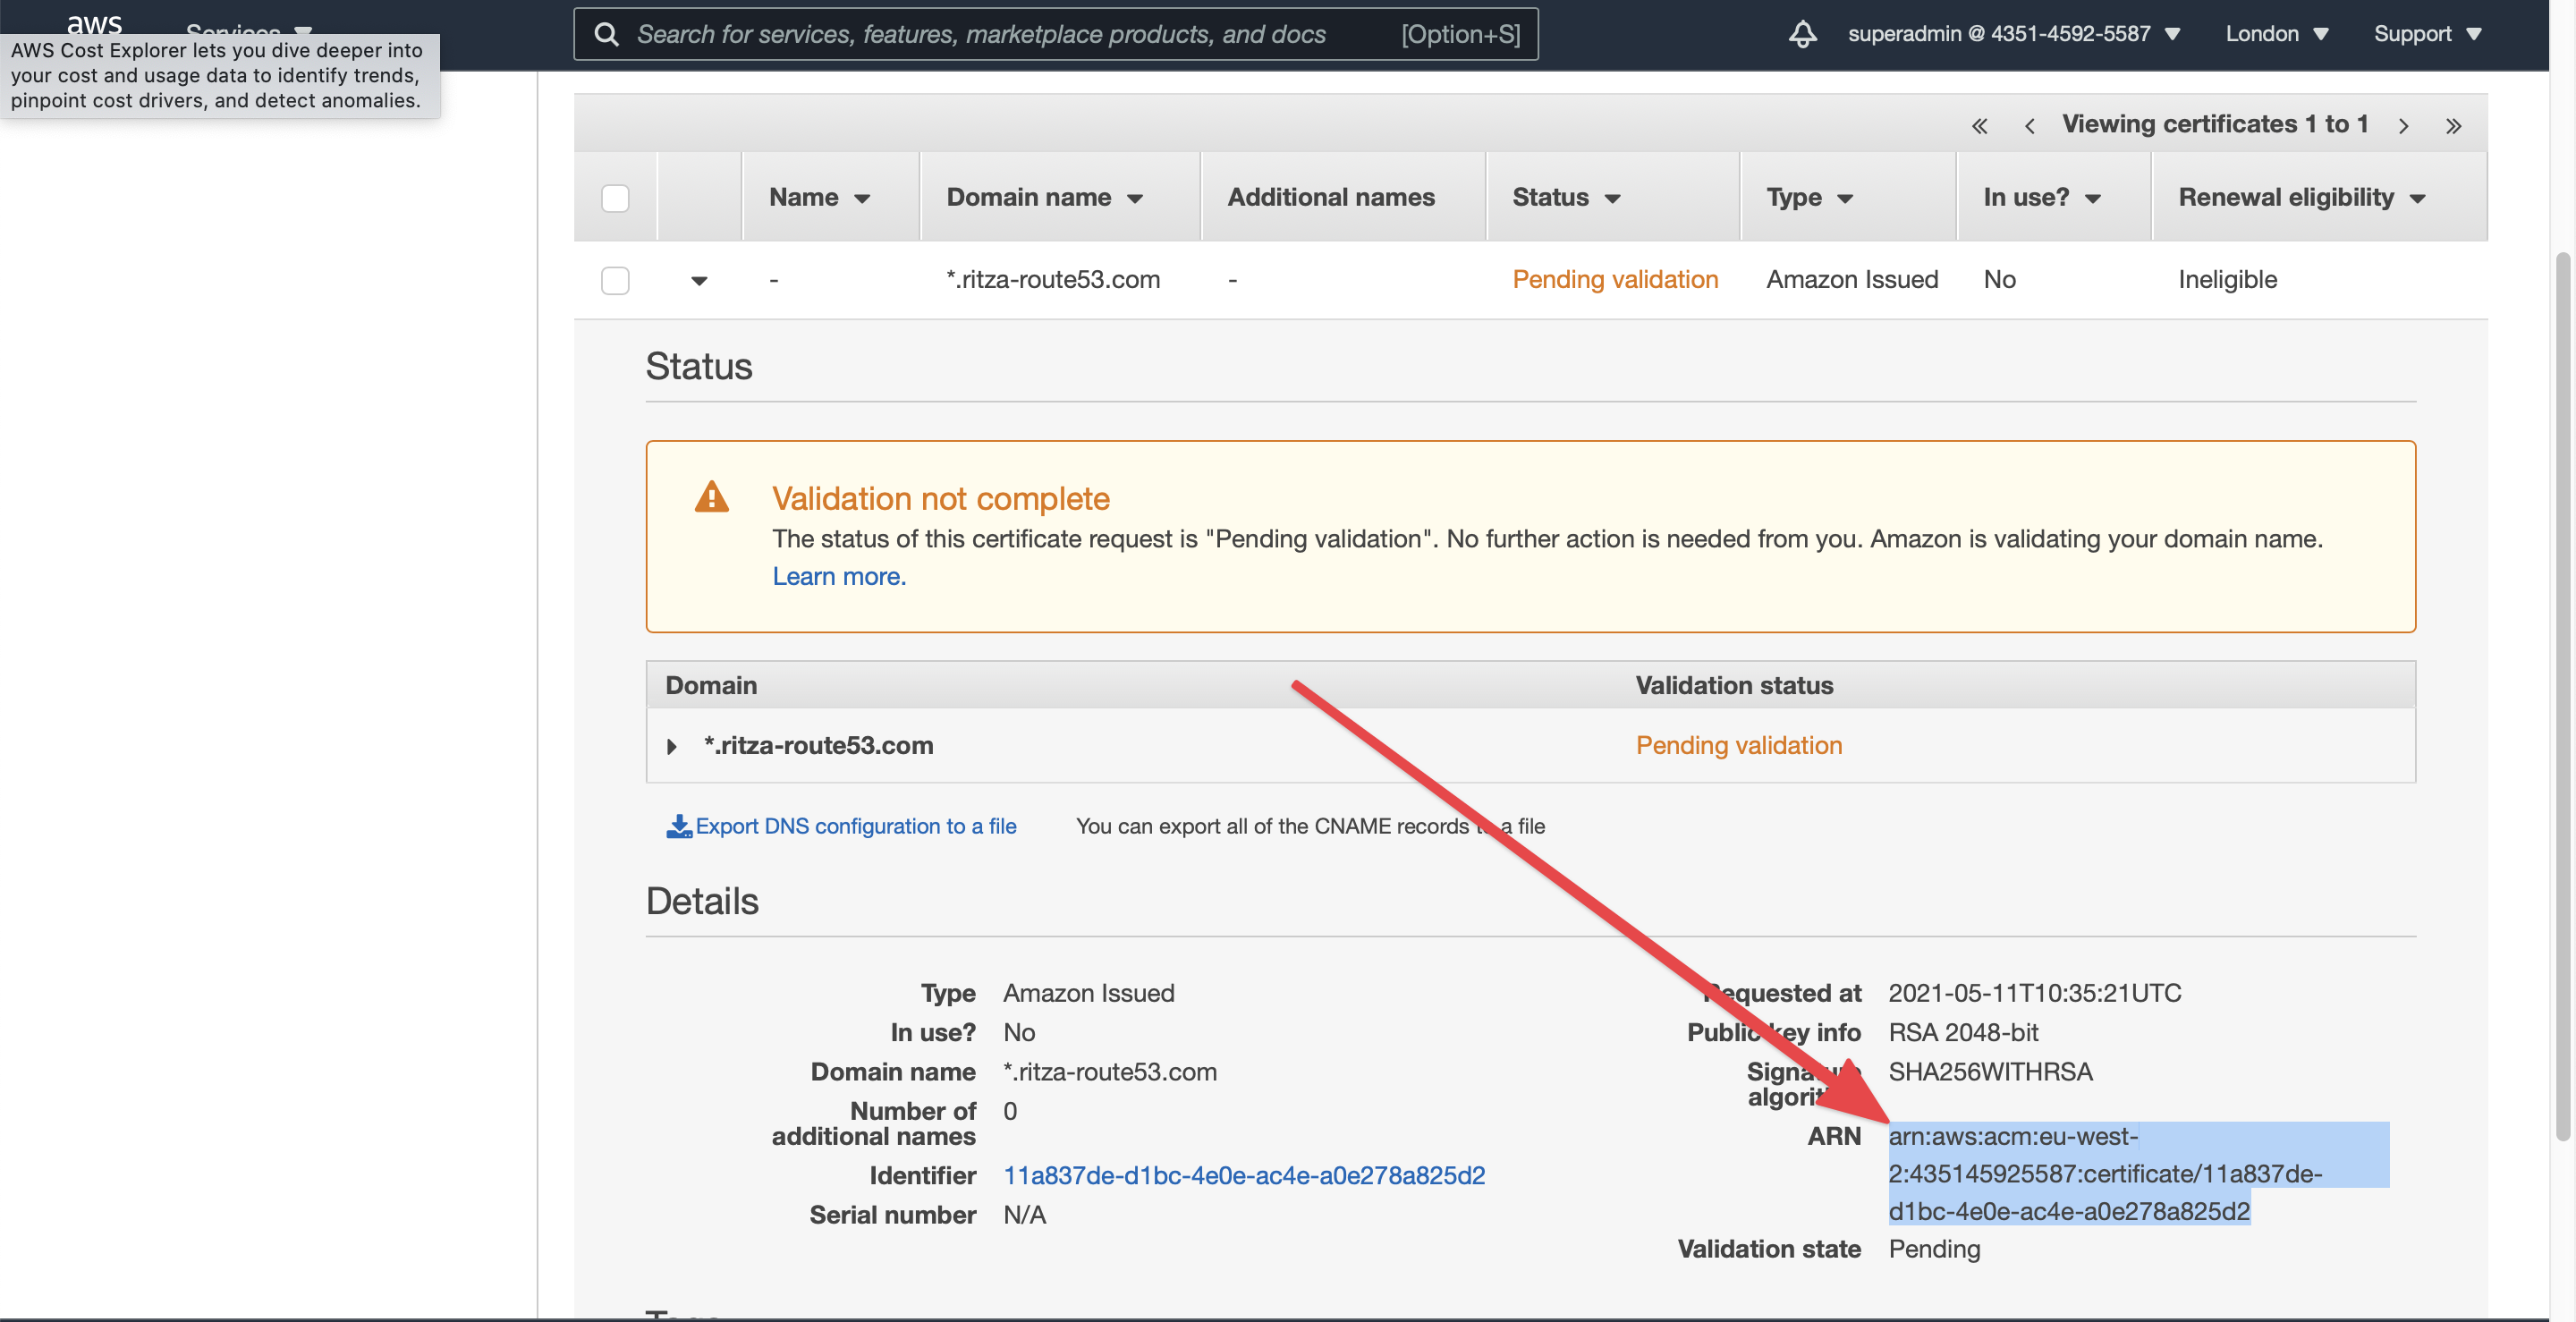 aws
Services
AWS Cost Explorer lets you dive deeper into
your cost and usage data to identify trends,
pinpoint cost drivers, and detect anomalies.
Search for services, features, marketplace products, and docs [Option+S]
superadmin @ 4351-4592-5587 London Support
« ‹ Viewing certificates 1 to 1 › »
Name Domain name Additional names Status Type In use? Renewal eligibility
- *.ritza-route53.com - Pending validation Amazon Issued No Ineligible
Status
Validation not complete
The status of this certificate request is "Pending validation". No further action is needed from you. Amazon is validating your domain name.
Learn more.
Domain Validation status
*.ritza-route53.com Pending validation
Export DNS configuration to a file You can export all of the CNAME records to a file
Details
Type Amazon Issued
In use? No
Domain name *.ritza-route53.com
Number of 0
additional names
Identifier 11a837de-d1bc-4e0e-ac4e-a0e278a825d2
Serial number N/A
Requested at 2021-05-11T10:35:21UTC
Public key info RSA 2048-bit
Signature SHA256WITHRSA
algorithm
ARN arn:aws:acm:eu-west-
2:435145925587:certificate/11a837de-
d1bc-4e0e-ac4e-a0e278a825d2
Validation state Pending
Tags